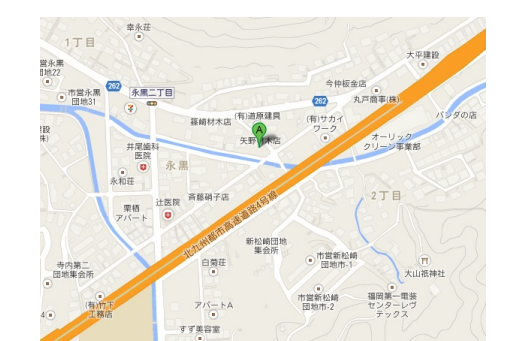 幸永荘
1丁目
大平建設
市営永黒
団地22
262
市営永黒
団地31
永黒二丁目
今仲板金店
262
丸戸商事(株)
パンダの店
篠崎材木店
(有)道原建具
(有)サカイ
ワーク
A
矢野
木店
オーリック
クリーン事業部
井尾歯科
医院
永黒
永和荘
斉藤硝子店
2丁目
栗栖
アパート
辻医院
北九州都市高速道路4号線
新松崎団地
集会所
白菊荘
市営新松崎
団地市-1
寺内第二
団地集会所
大山祇神社
(有)竹下
工務店
アパートA
市営新松崎
団地市-2
福岡第一電装
センターレヴ
テックス
すず美容室